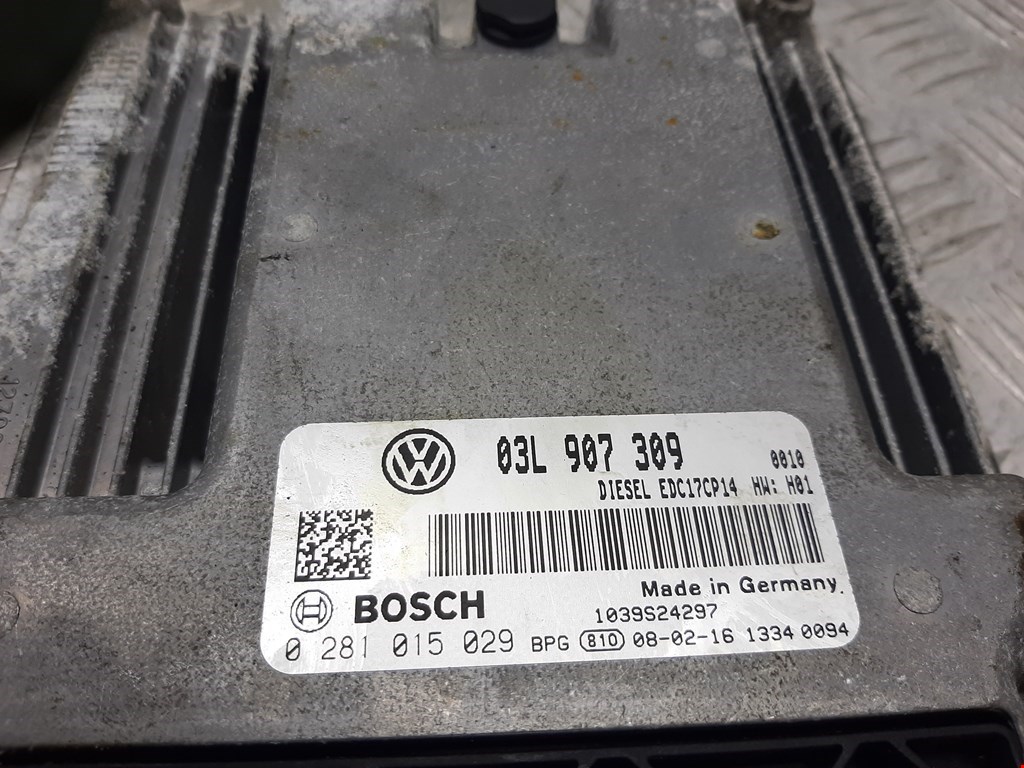 VW
03L 907 309
0010
DIESEL EDC17CP14 HW: H01
Made in Germany.
BOSCH
1039S24297
0 281 015 029 BPG 810 08-02-16 1334 0094